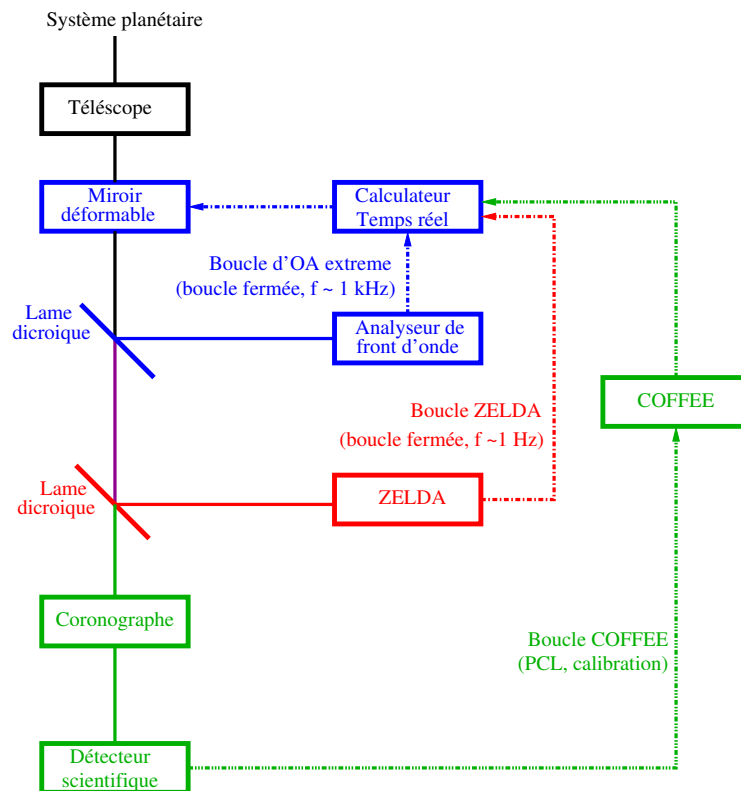 Système planétaire
Téléscope
Miroir
déformable
Calculateur
Temps réel
Boucle d'OA extreme
(boucle fermée, f ~ 1 kHz)
Lame
dicroique
Analyseur de
front d'onde
COFFEE
Boucle ZELDA
(boucle fermée, f ~1 Hz)
Lame
dicroique
ZELDA
Coronographe
Boucle COFFEE
(PCL, calibration)
Détecteur
scientifique